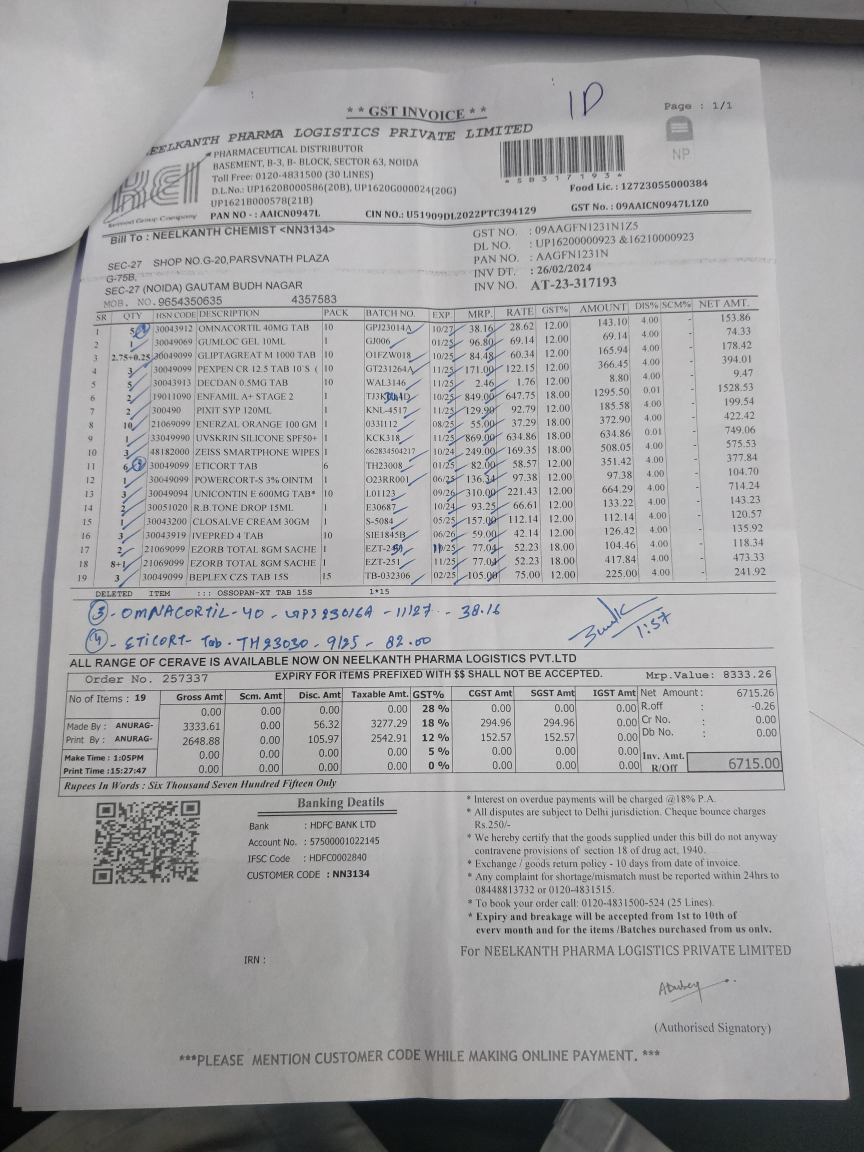 1D
Page : 1/1
* * GST INVOICE * *
NEELKANTH PHARMA LOGISTICS PRIVATE LIMITED
* PHARMACEUTICAL DISTRIBUTOR
BASEMENT, B-3, B- BLOCK, SECTOR 63, NOIDA
Toll Free: 0120-4831500 (30 LINES)
D.L.No.: UP1620B000586(20B), UP1620G000024(20G)
UP1621B000578(21B)
PAN NO - : AAICN0947L
CIN NO.: U51909DL2022PTC394129
* 5 8 3 1 7 1 9 3 *
NP
Food Lic. : 12723055000384
GST No. : 09AAICN0947L1Z0
Bill To : NEELKANTH CHEMIST <NN3134>
SEC-27 SHOP NO.G-20,PARSVNATH PLAZA
G-75B,
SEC-27 (NOIDA) GAUTAM BUDH NAGAR
MOB. NO. 9654350635 4357583
GST NO. : 09AAGFN1231N1Z5
DL NO. : UP16200000923 &16210000923
PAN NO. : AAGFN1231N
INV DT. : 26/02/2024
INV NO. AT-23-317193
SR QTY HSN CODE DESCRIPTION PACK BATCH NO. EXP. MRP. RATE GST% AMOUNT DIS% SCM% NET AMT.
1 5 30043912 OMNACORTIL 40MG TAB 10 GPJ23014A 10/27 38.16 28.62 12.00 143.10 4.00 - 153.86
2 1 30049069 GUMLOC GEL 10ML 1 GJ006 01/25 96.80 69.14 12.00 69.14 4.00 - 74.33
3 2.75+0.25 30049099 GLIPTAGREAT M 1000 TAB 10 O1FZW018 10/25 84.48 60.34 12.00 165.94 4.00 - 178.42
4 3 30049099 PEXPEN CR 12.5 TAB 10`S ( 10 GT231264A 11/25 171.00 122.15 12.00 366.45 4.00 - 394.01
5 5 30043913 DECDAN 0.5MG TAB 10 WAL3146 11/25 2.46 1.76 12.00 8.80 4.00 - 9.47
6 2 19011090 ENFAMIL A+ STAGE 2 1 10/25 849.00 647.75 18.00 1295.50 0.01 - 1528.53
7 2 300490 PIXIT SYP 120ML 1 KNL-4517 11/25 129.90 92.79 12.00 185.58 4.00 - 199.54
8 10 21069099 ENERZAL ORANGE 100 GM 1 0331112 08/25 55.00 37.29 18.00 372.90 4.00 - 422.42
9 1 33049990 UVSKRIN SILICONE SPF50+ 1 KCK318 11/25 869.00 634.86 18.00 634.86 0.01 - 749.06
10 3 48182000 ZEISS SMARTPHONE WIPES 1 662834504217 10/24 249.00 169.35 18.00 508.05 4.00 - 575.53
11 6 30049099 ETICORT TAB 6 TH23008 01/25 82.00 58.57 12.00 351.42 4.00 - 377.84
12 1 30049099 POWERCORT-S 3% OINTM 1 O23RR001 06/25 136.34 97.38 12.00 97.38 4.00 - 104.70
13 3 30049094 UNICONTIN E 600MG TAB* 10 L01123 09/26 310.00 221.43 12.00 664.29 4.00 - 714.24
14 2 30051020 R.B.TONE DROP 15ML 1 E30687 10/24 93.25 66.61 12.00 133.22 4.00 - 143.23
15 1 30043200 CLOSALVE CREAM 30GM 1 S-5084 05/25 157.00 112.14 12.00 112.14 4.00 - 120.57
16 3 30043919 IVEPRED 4 TAB 10 SIE1845B 06/26 59.00 42.14 12.00 126.42 4.00 - 135.92
17 2 21069099 EZORB TOTAL 8GM SACHE 1 11/25 77.04 52.23 18.00 104.46 4.00 - 118.34
18 8+1 21069099 EZORB TOTAL 8GM SACHE 1 EZT-251 11/25 77.04 52.23 18.00 417.84 4.00 - 473.33
19 3 30049099 BEPLEX CZS TAB 15S 15 TB-032306 02/25 105.00 75.00 12.00 225.00 4.00 - 241.92
DELETED ITEM ::: OSSOPAN-XT TAB 15S 1*15
3 - OMNACORTIL-40 - - 11/27 - 38.16
4 - ETICORT- Tab - TH23030 - 9/25 - 82.00
1:57
ALL RANGE OF CERAVE IS AVAILABLE NOW ON NEELKANTH PHARMA LOGISTICS PVT.LTD
Order No. 257337 EXPIRY FOR ITEMS PREFIXED WITH $$ SHALL NOT BE ACCEPTED. Mrp.Value: 8333.26
No of Items : 19 Gross Amt Scm. Amt Disc. Amt Taxable Amt. GST% CGST Amt SGST Amt IGST Amt Net Amount: 6715.26
0.00 0.00 0.00 0.00 28 % 0.00 0.00 0.00 R.off : -0.26
Made By : ANURAG- 3333.61 0.00 56.32 3277.29 18 % 294.96 294.96 0.00 Cr No. : 0.00
Print By : ANURAG- 2648.88 0.00 105.97 2542.91 12 % 152.57 152.57 0.00 Db No. : 0.00
Make Time : 1:05PM 0.00 0.00 0.00 0.00 5 % 0.00 0.00 0.00
Print Time :15:27:47 0.00 0.00 0.00 0.00 0 % 0.00 0.00 0.00 Inv. Amt. R/Off 6715.00
Rupees In Words : Six Thousand Seven Hundred Fifteen Only
Banking Deatils
Bank : HDFC BANK LTD
Account No. : 57500001022145
IFSC Code : HDFC0002840
CUSTOMER CODE : NN3134
IRN :
* Interest on overdue payments will be charged @18% P.A.
* All disputes are subject to Delhi jurisdiction. Cheque bounce charges
Rs.250/-
* We hereby certify that the goods supplied under this bill do not anyway
contravene provisions of section 18 of drug act, 1940.
* Exchange / goods return policy - 10 days from date of invoice.
* Any complaint for shortage/mismatch must be reported within 24hrs to
08448813732 or 0120-4831515.
* To book your order call: 0120-4831500-524 (25 Lines).
* Expiry and breakage will be accepted from 1st to 10th of
every month and for the items /Batches purchased from us only.
For NEELKANTH PHARMA LOGISTICS PRIVATE LIMITED
(Authorised Signatory)
***PLEASE MENTION CUSTOMER CODE WHILE MAKING ONLINE PAYMENT. ***